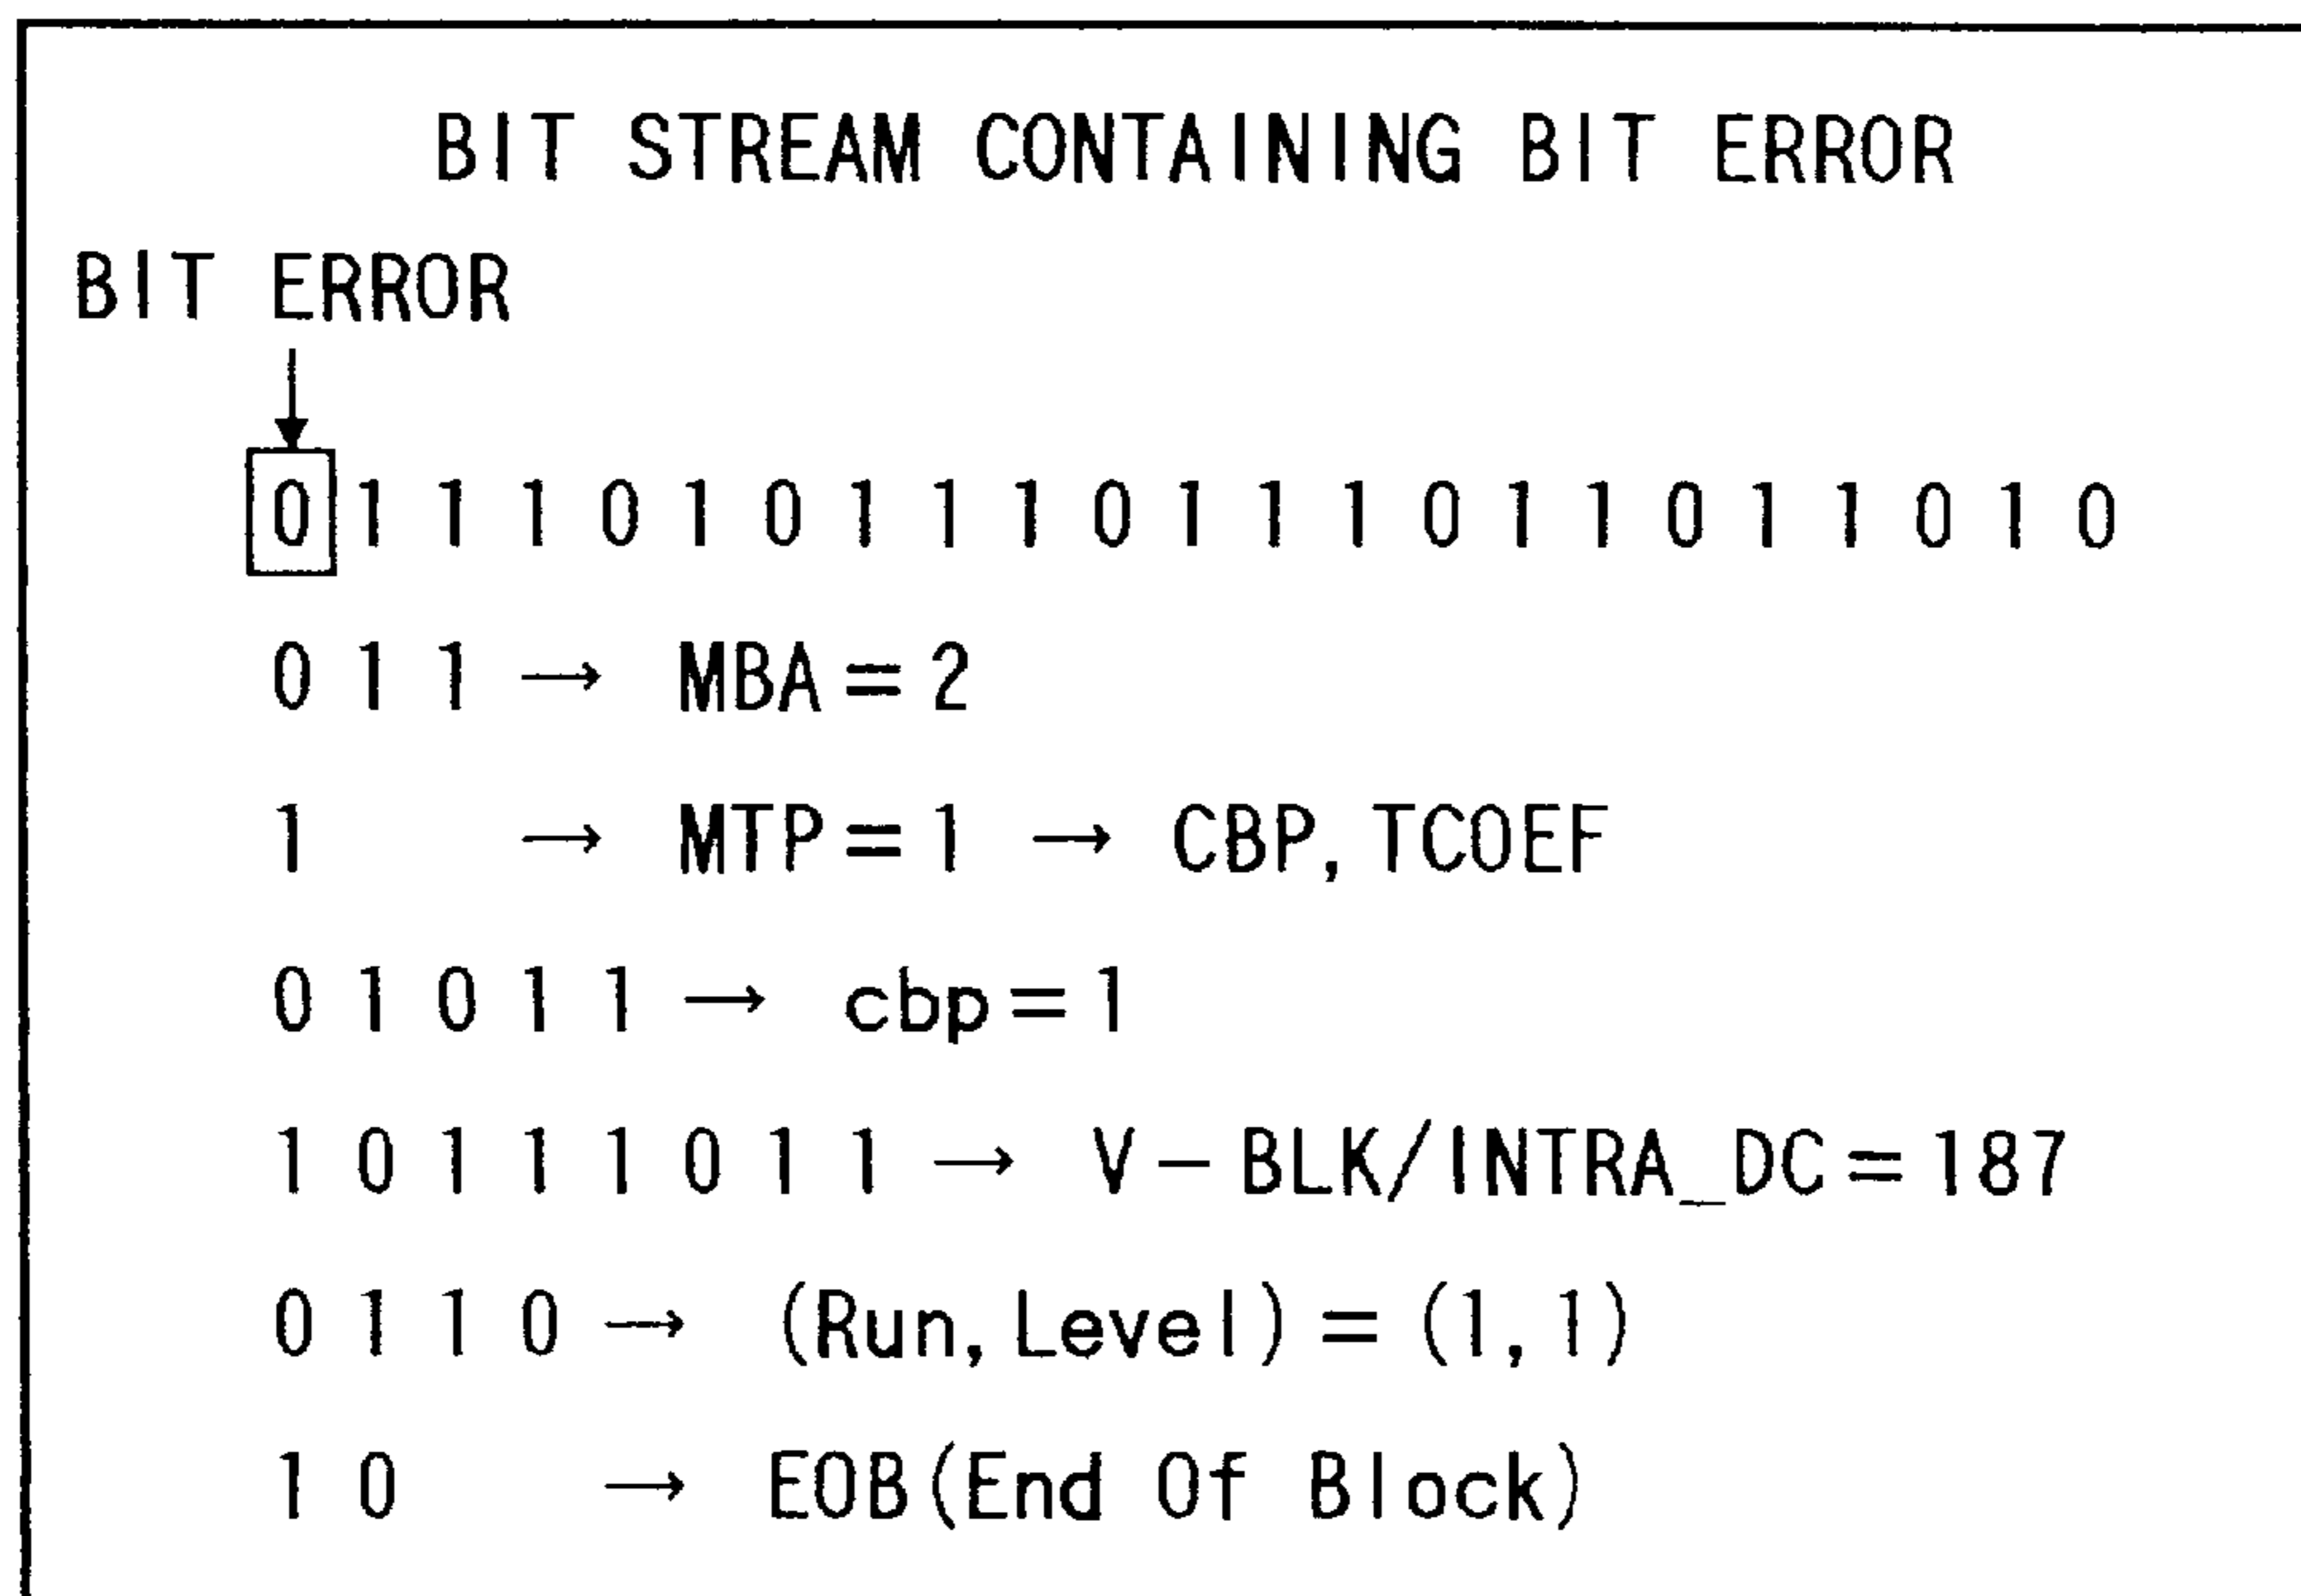 BIT STREAM CONTAINING BIT ERROR
BIT ERROR
0 1 1 1 0 1 0 1 1 1 0 1 1 1 0 1 1 0 1 1 0 1 0
0 1 1 → MBA=2
1 → MTP=1 → CBP,TCOEF
0 1 0 1 1 → cbp=1
1 0 1 1 1 0 1 1 → V-BLK/INTRA_DC=187
0 1 1 0 → (Run,Level)=(1,1)
1 0 → EOB(End Of Block)